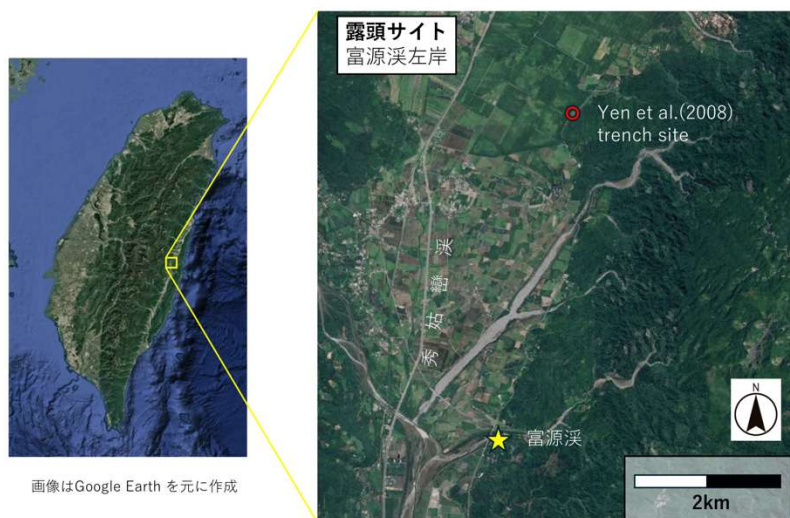 露頭サイト
富源渓左岸
Yen et al.(2008)
trench site
秀姑巒渓
富源渓
N
2km
画像はGoogle Earth を元に作成